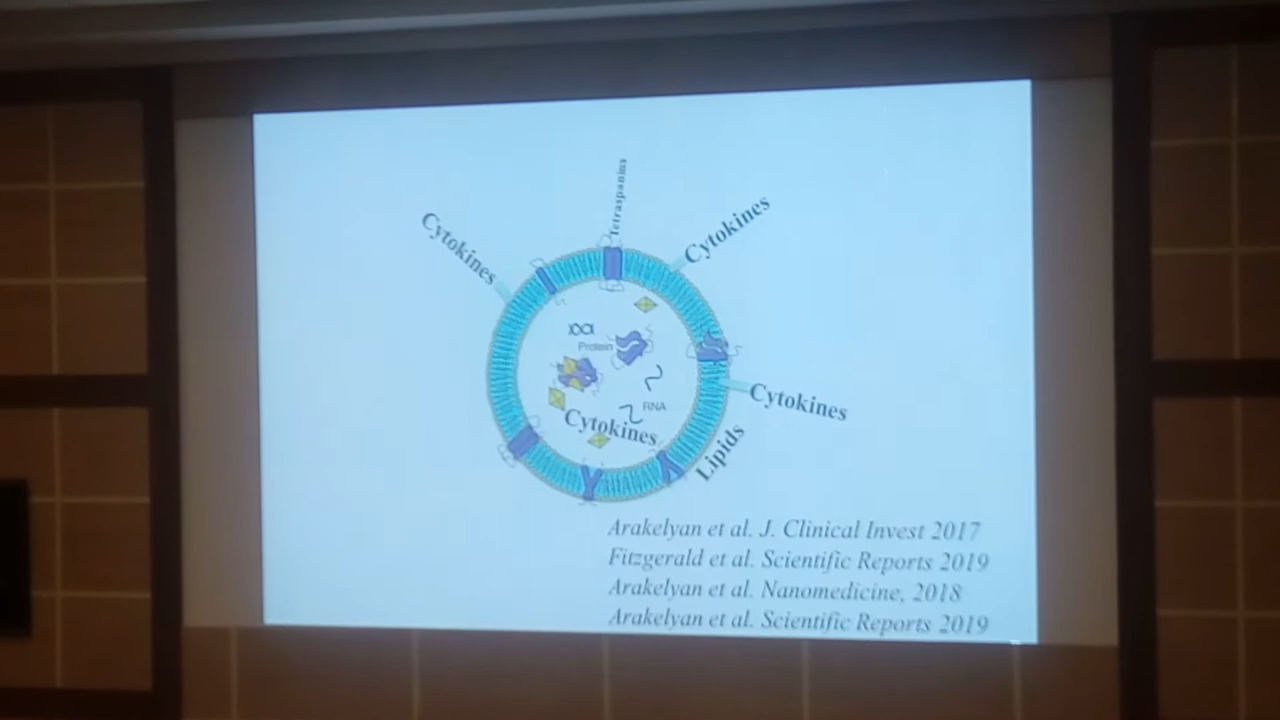 Tetraspanins
Cytokines
Cytokines
Protein
Cytokines
RNA
Cytokines
Lipids
Arakelyan et al. J. Clinical Invest 2017
Fitzgerald et al. Scientific Reports 2019
Arakelyan et al. Nanomedicine, 2018
Arakelyan et al. Scientific Reports 2019